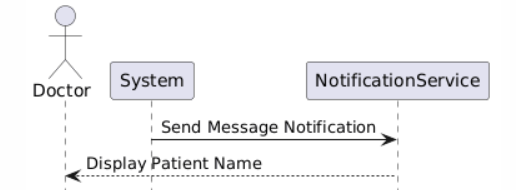 Doctor
System
NotificationService
Send Message Notification
Display Patient Name